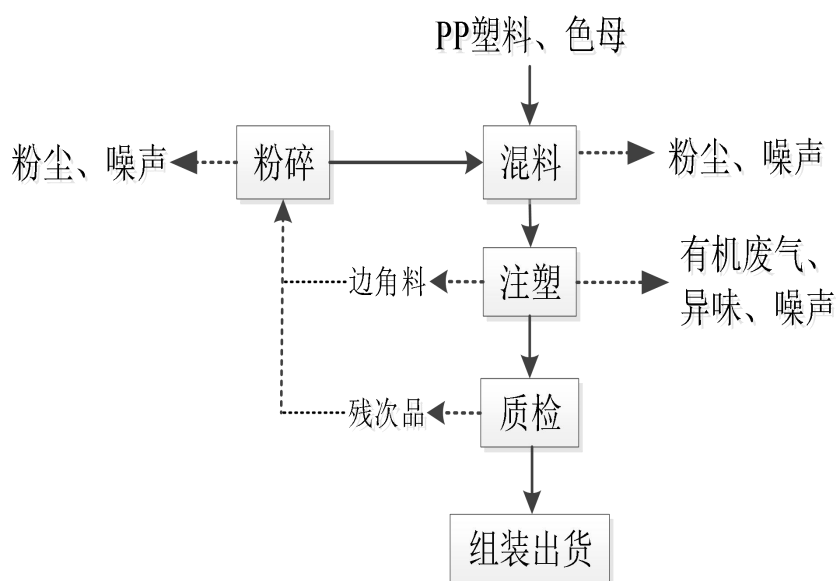 PP塑料、色母
粉尘、噪声
粉碎
混料
粉尘、噪声
边角料
注塑
有机废气、
异味、噪声
残次品
质检
组装出货